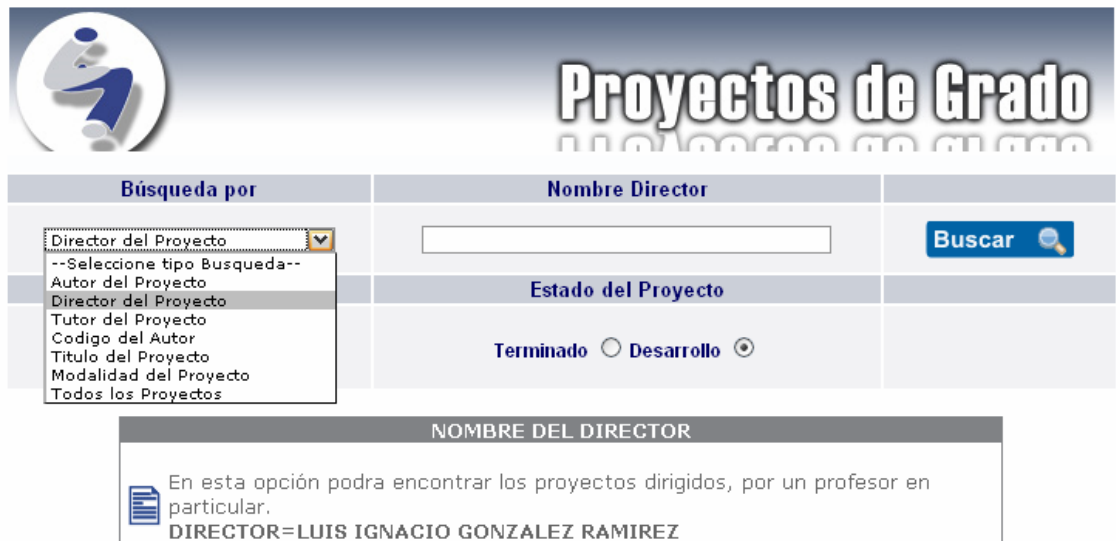 Proyectos de Grado
Búsqueda por
Nombre Director
Director del Proyecto
Buscar
--Seleccione tipo Busqueda--
Autor del Proyecto
Director del Proyecto
Tutor del Proyecto
Codigo del Autor
Titulo del Proyecto
Modalidad del Proyecto
Todos los Proyectos
Estado del Proyecto
Terminado Desarrollo
NOMBRE DEL DIRECTOR
En esta opción podra encontrar los proyectos dirigidos, por un profesor en
particular.
DIRECTOR=LUIS IGNACIO GONZALEZ RAMIREZ